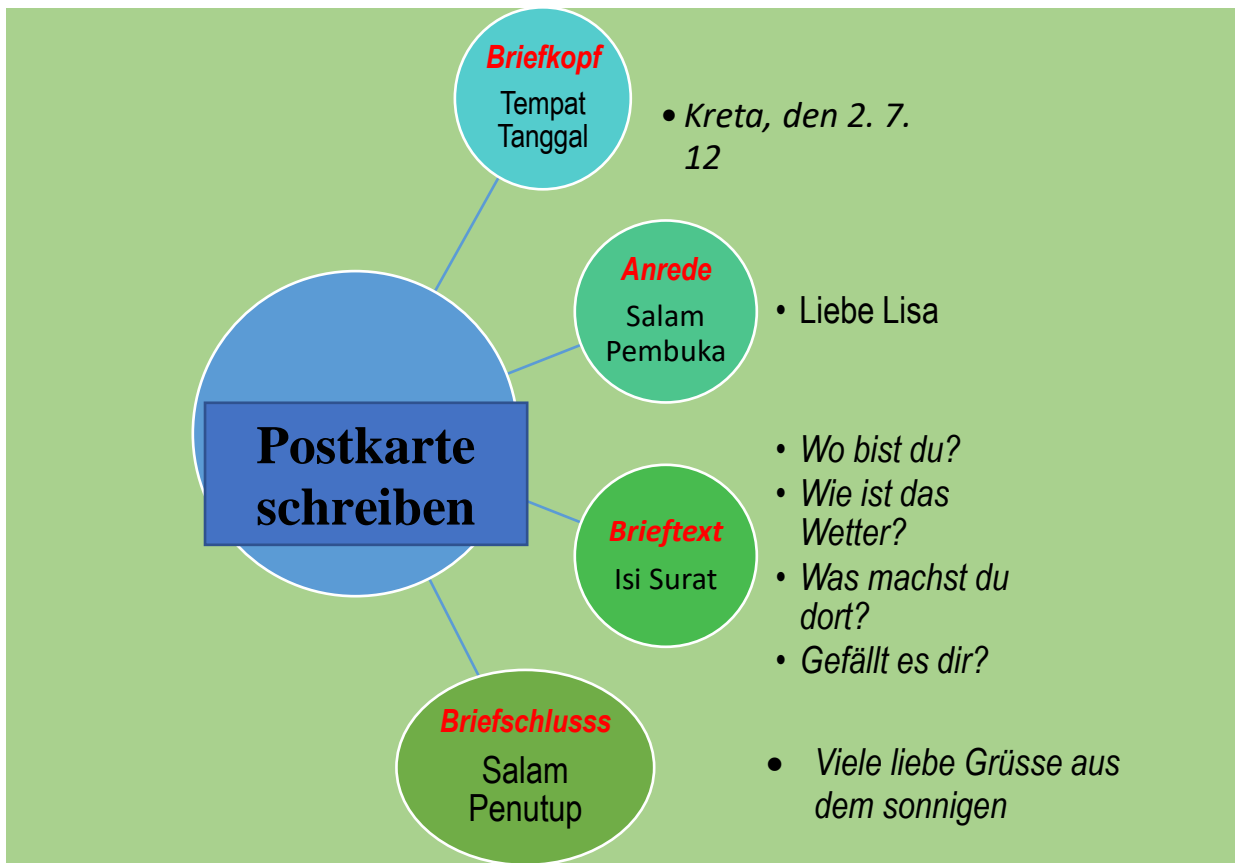 Briefkopf
Tempat
Tanggal
• Kreta, den 2. 7.
12
Anrede
Salam
Pembuka
• Liebe Lisa
Postkarte
schreiben
Brieftext
Isi Surat
• Wo bist du?
• Wie ist das
Wetter?
• Was machst du
dort?
• Gefällt es dir?
Briefschlusss
Salam
Penutup
• Viele liebe Grüsse aus
dem sonnigen